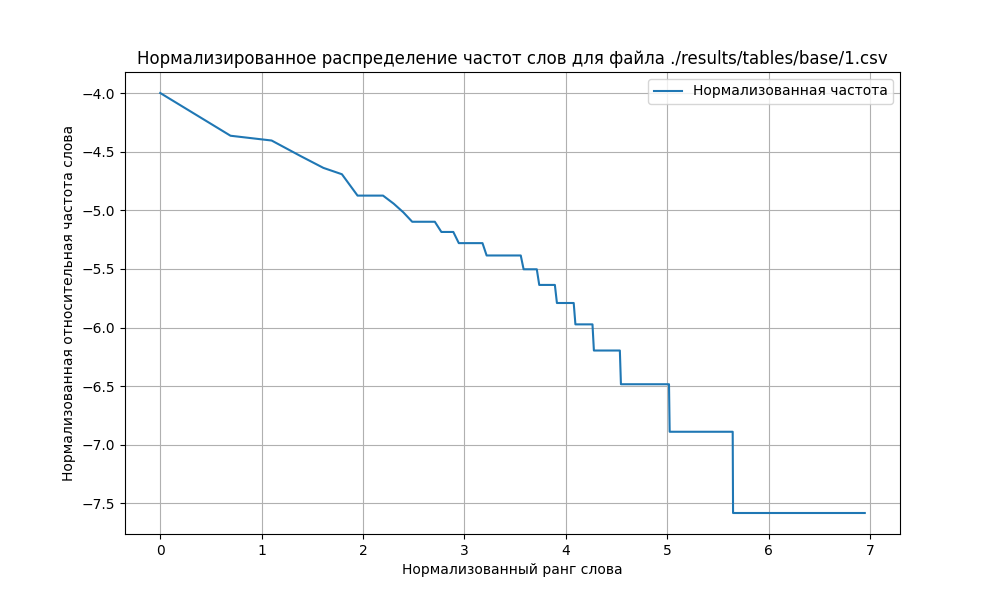 Нормализированное распределение частот слов для файла ./results/tables/base/1.csv
Нормализованная частота
Нормализованная относительная частота слова
−4.0
−4.5
−5.0
−5.5
−6.0
−6.5
−7.0
−7.5
0 1 2 3 4 5 6 7
Нормализованный ранг слова